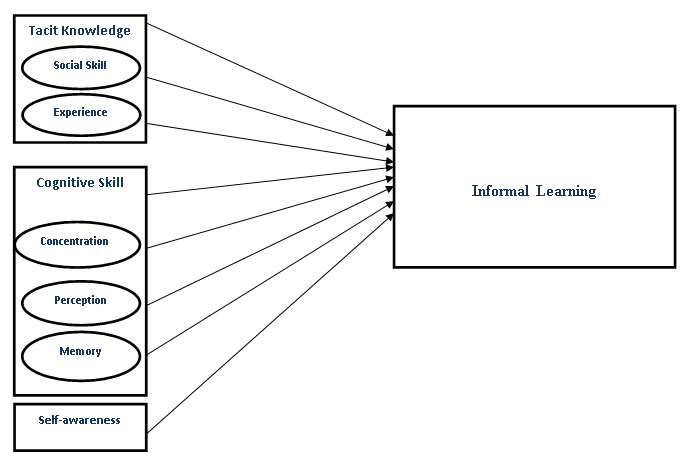 Tacit Knowledge
Social Skill
Experience
Cognitive Skill
Concentration
Perception
Memory
Self-awareness
Informal Learning